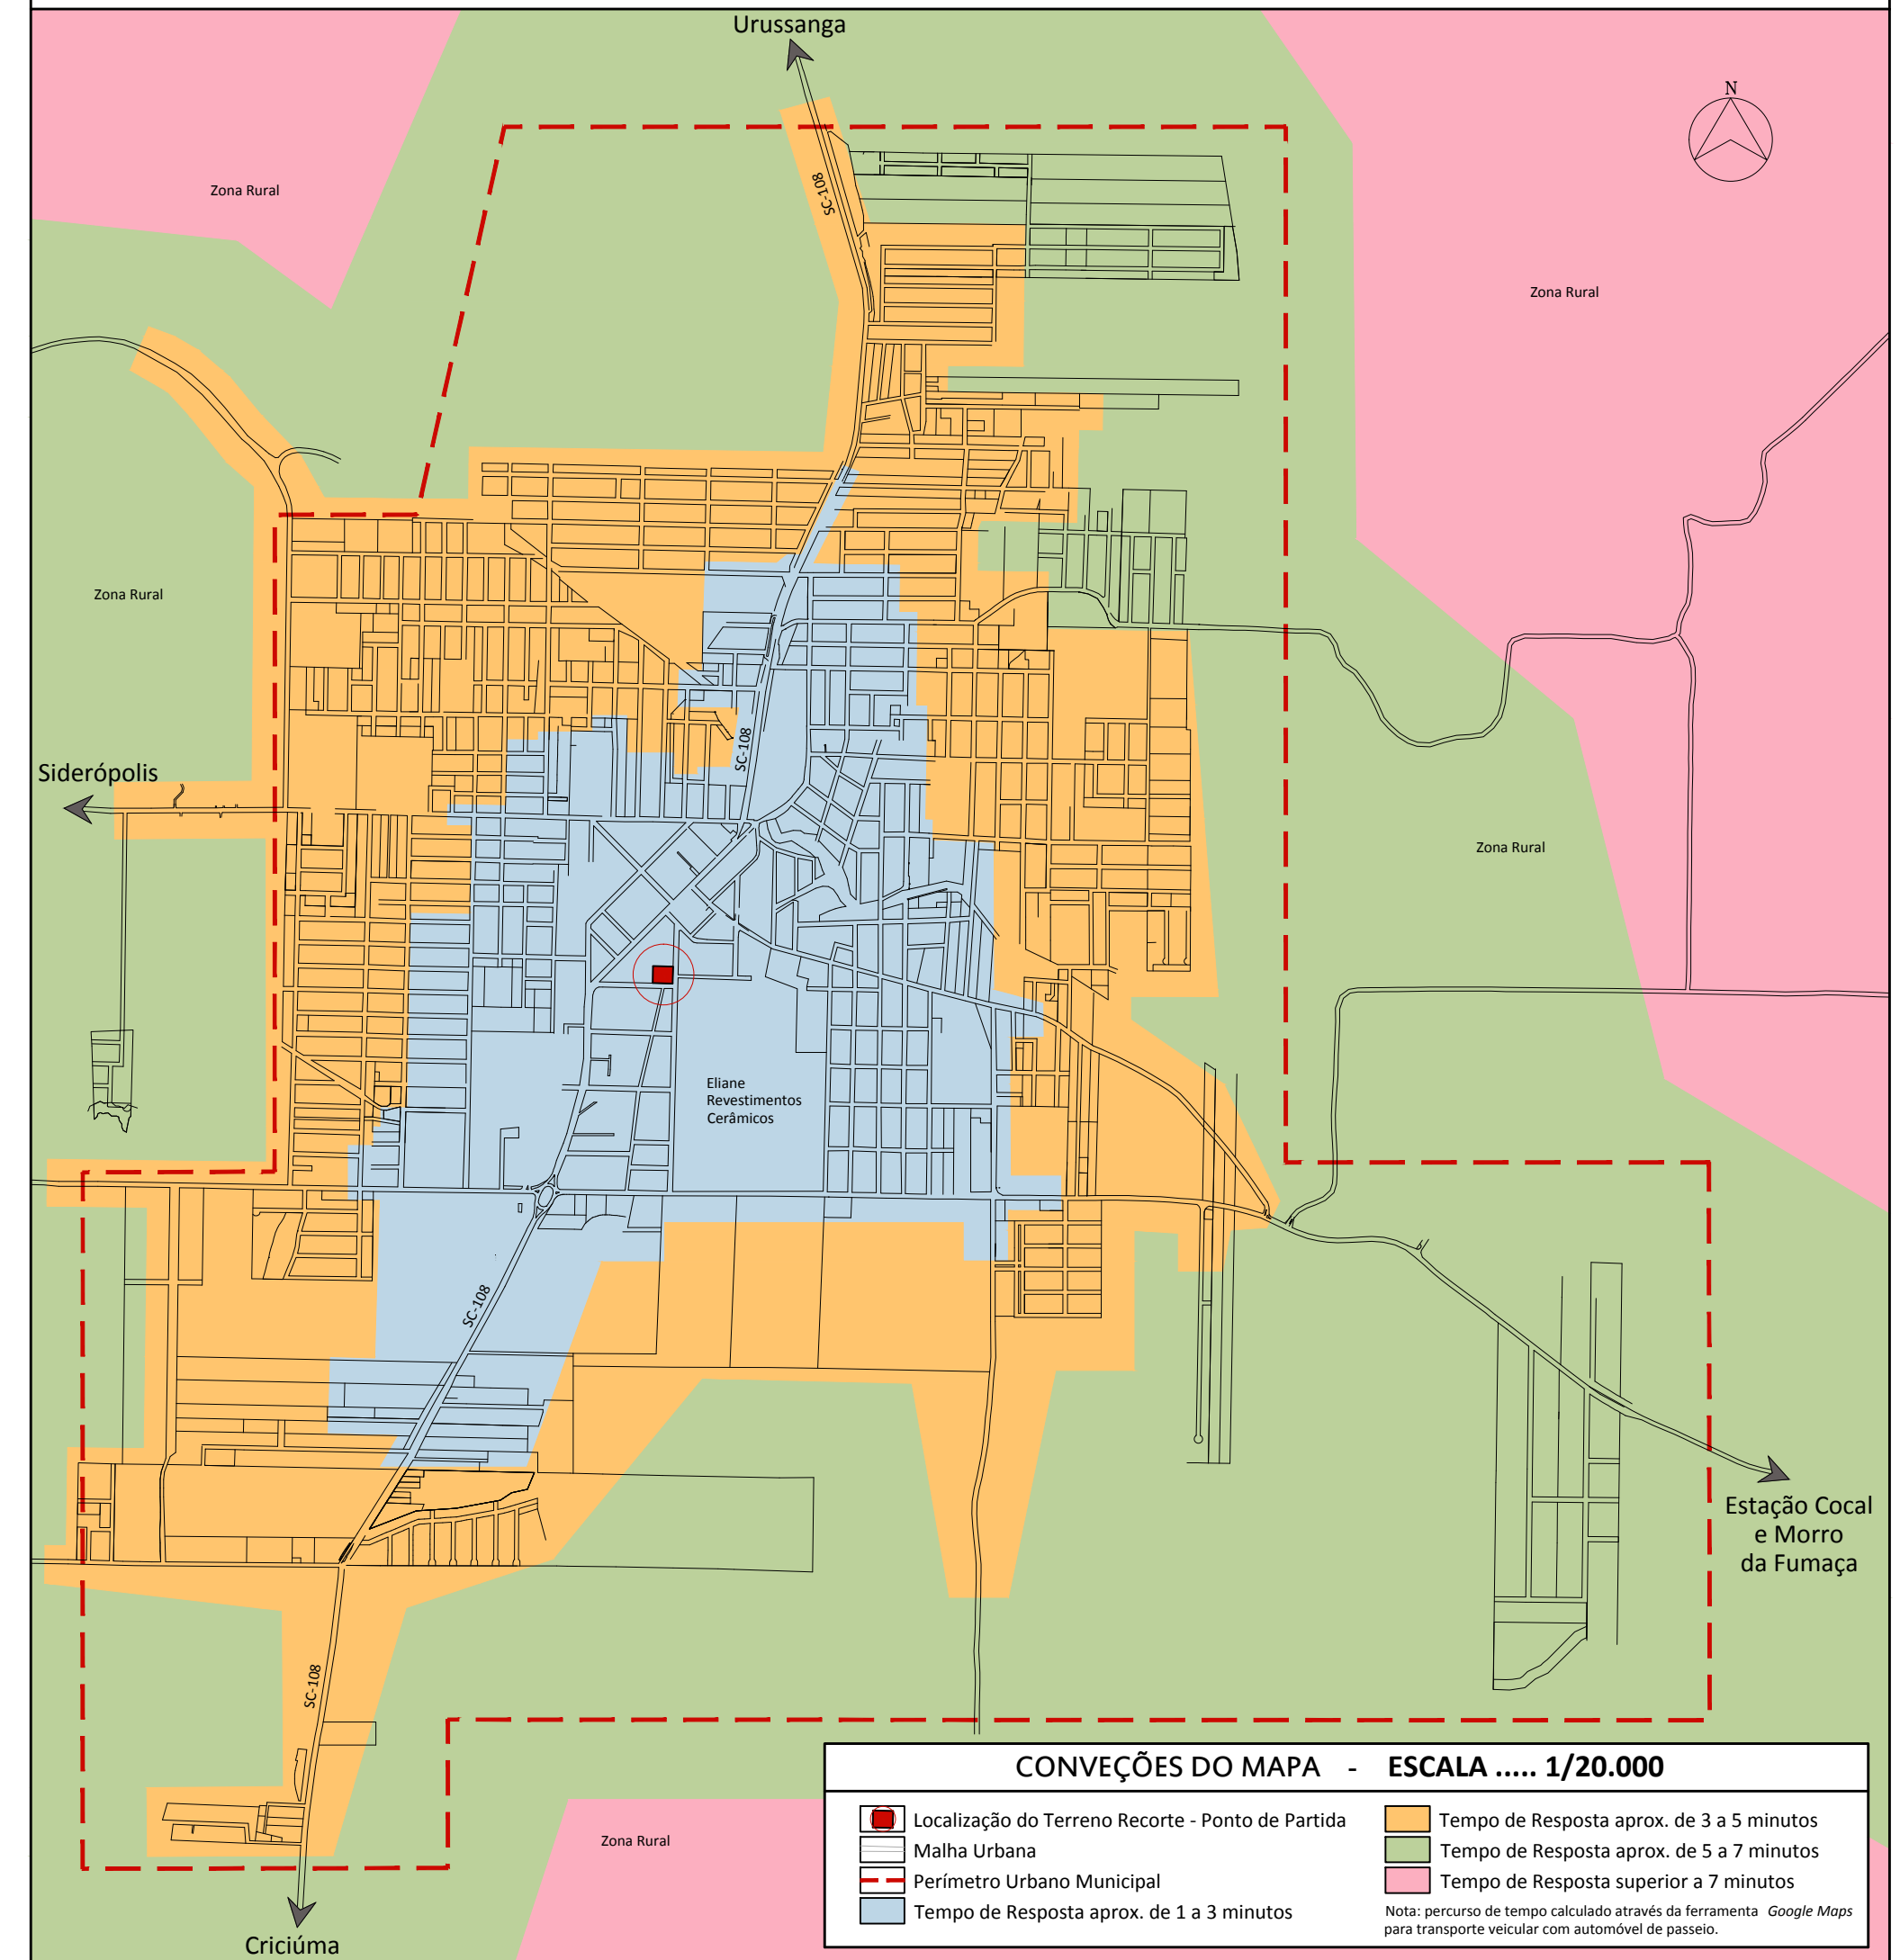 Urussanga
N
SC-108
Zona Rural
Zona Rural
Zona Rural
SC-108
Siderópolis
Zona Rural
Eliane
Revestimentos
Cerâmicos
SC-108
Estação Cocal
e Morro
da Fumaça
SC-108
Zona Rural
Criciúma
CONVEÇÕES DO MAPA - ESCALA ..... 1/20.000
Localização do Terreno Recorte - Ponto de Partida
Malha Urbana
Perímetro Urbano Municipal
Tempo de Resposta aprox. de 1 a 3 minutos
Tempo de Resposta aprox. de 3 a 5 minutos
Tempo de Resposta aprox. de 5 a 7 minutos
Tempo de Resposta superior a 7 minutos
Nota: percurso de tempo calculado através da ferramenta Google Maps
para transporte veicular com automóvel de passeio.